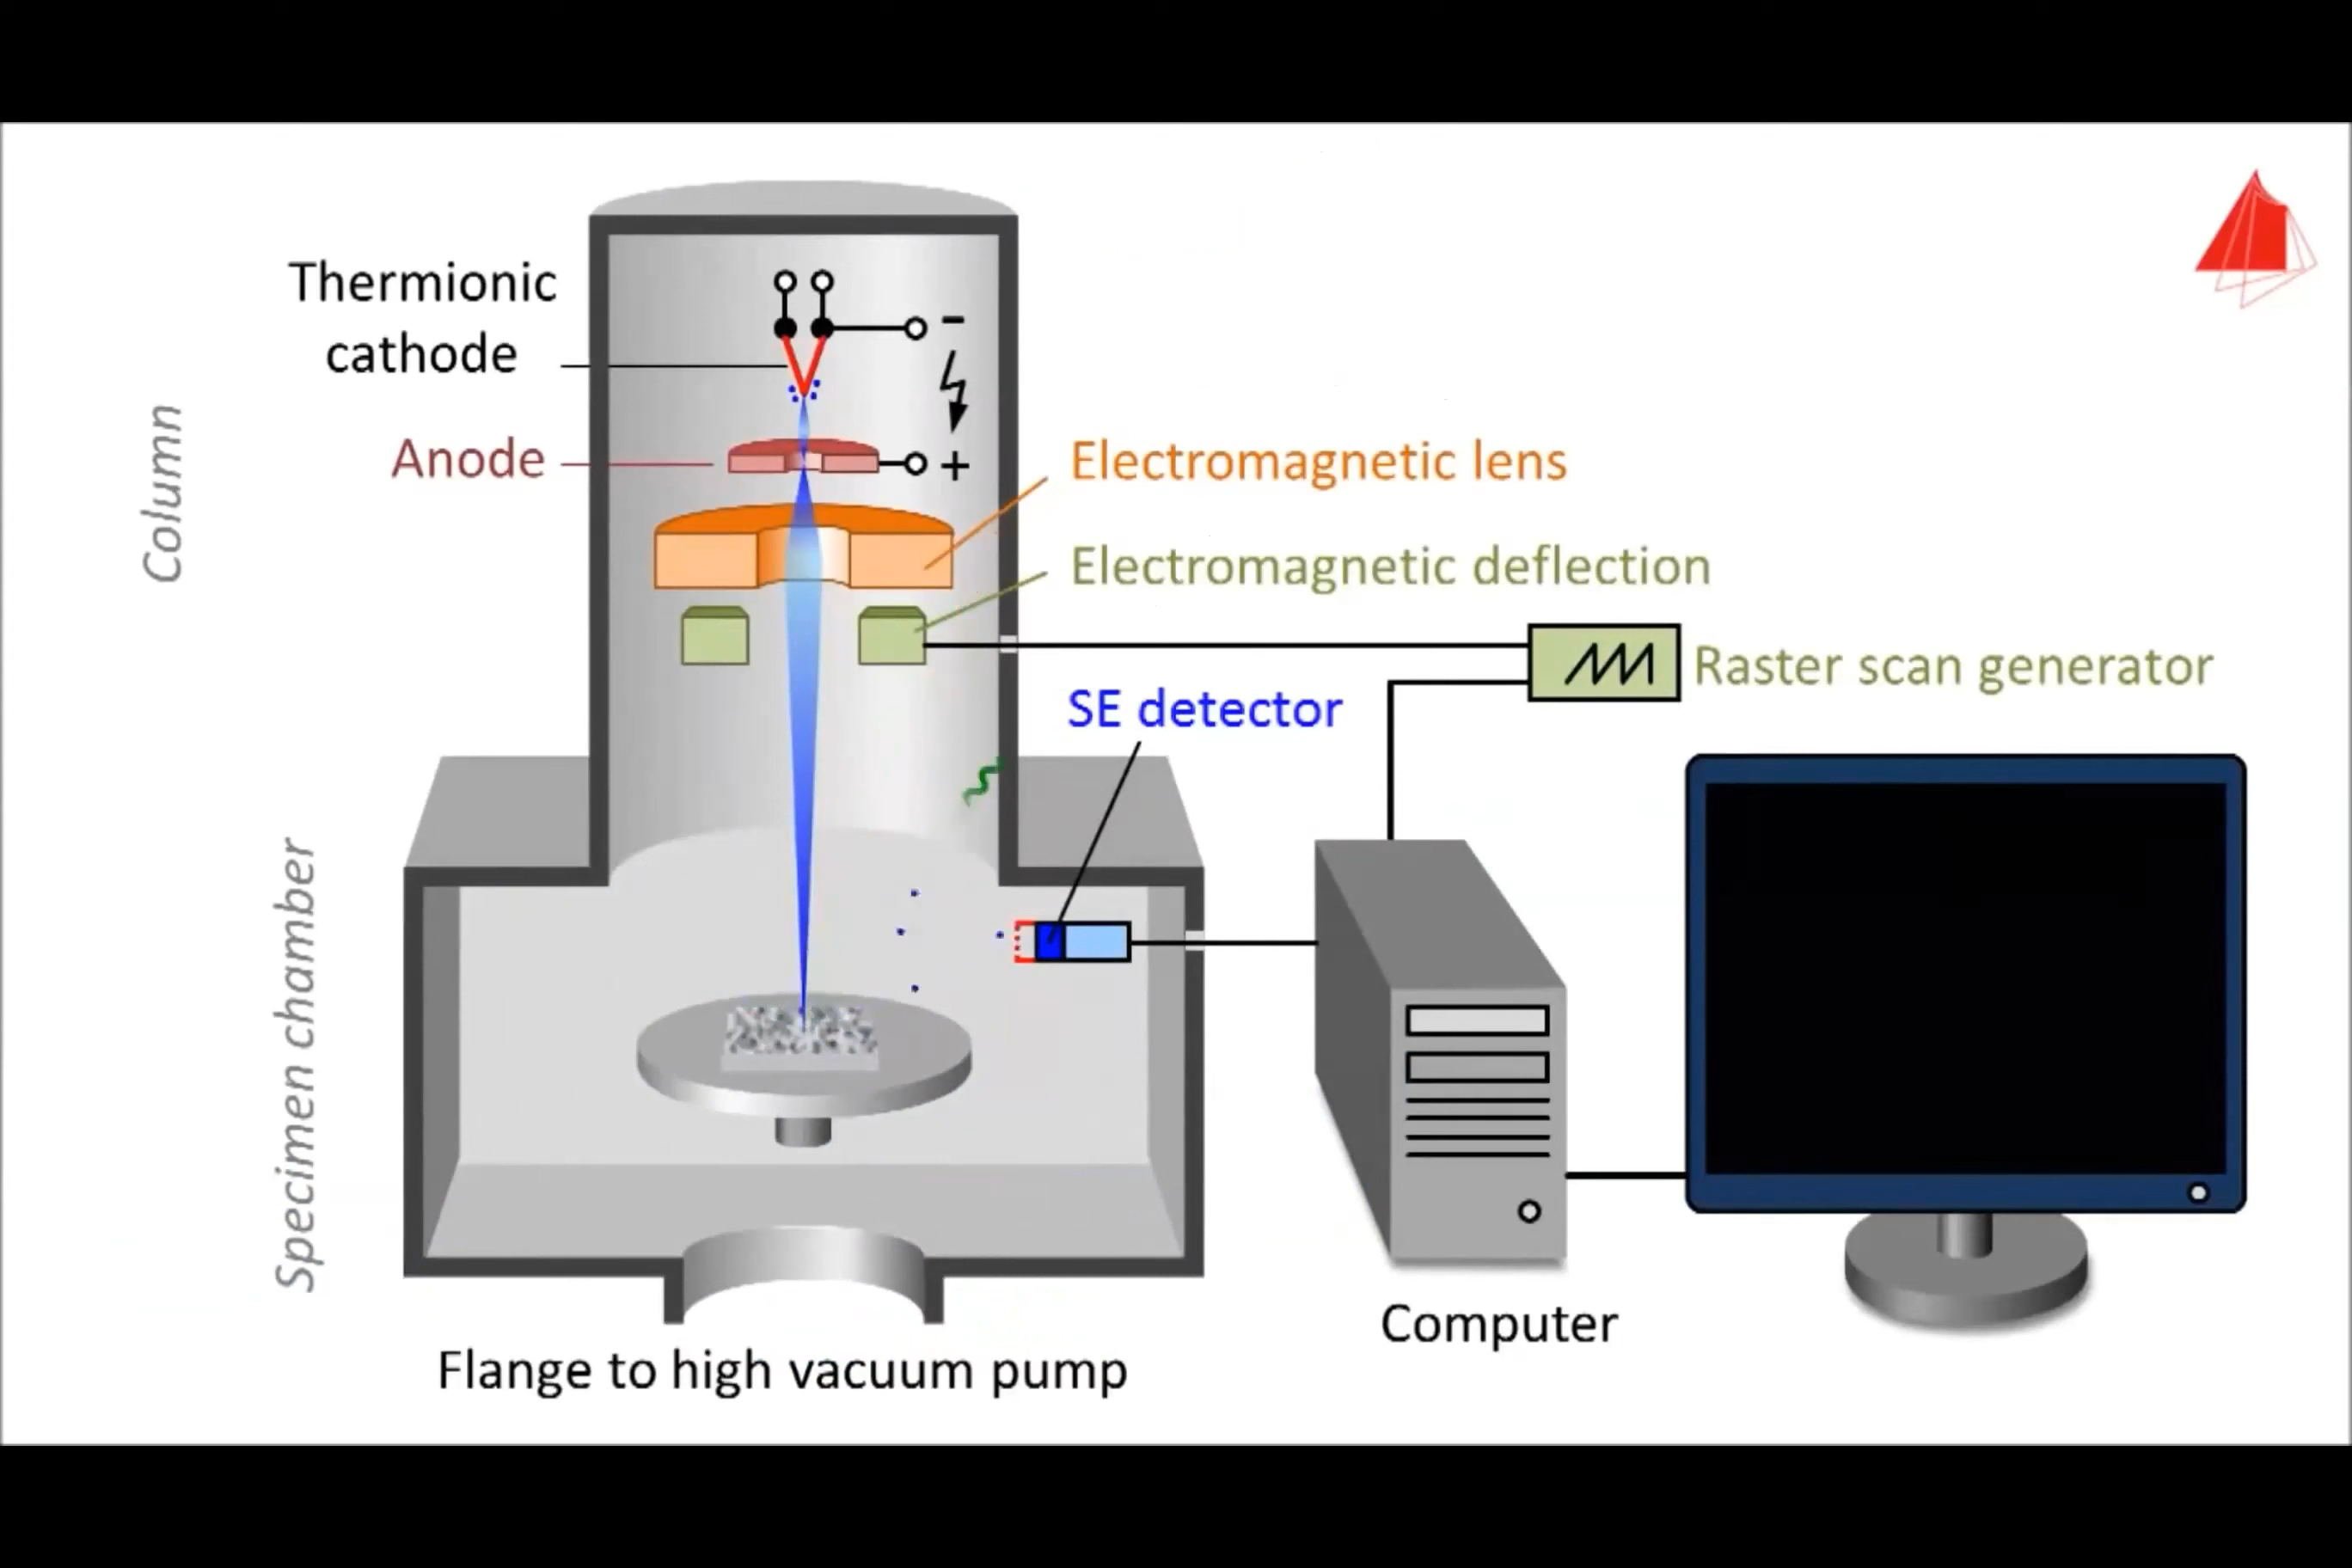 Thermionic
cathode
Column
Anode
-
+
Electromagnetic lens
Electromagnetic deflection
Raster scan generator
SE detector
Specimen chamber
Computer
Flange to high vacuum pump